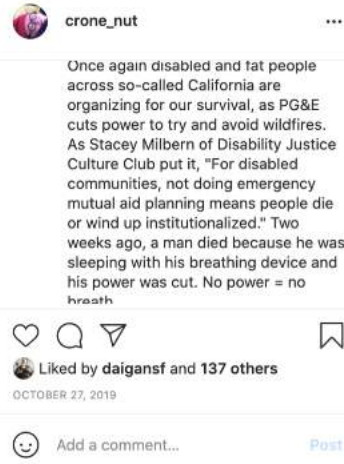 crone_nut
Once again disabled and fat people
across so-called California are
organizing for our survival, as PG&E
cuts power to try and avoid wildfires.
As Stacey Milbern of Disability Justice
Culture Club put it, "For disabled
communities, not doing emergency
mutual aid planning means people die
or wind up institutionalized." Two
weeks ago, a man died because he was
sleeping with his breathing device and
his power was cut. No power = no
breath
Liked by daigansf and 137 others
OCTOBER 27, 2019
Add a comment...
Post